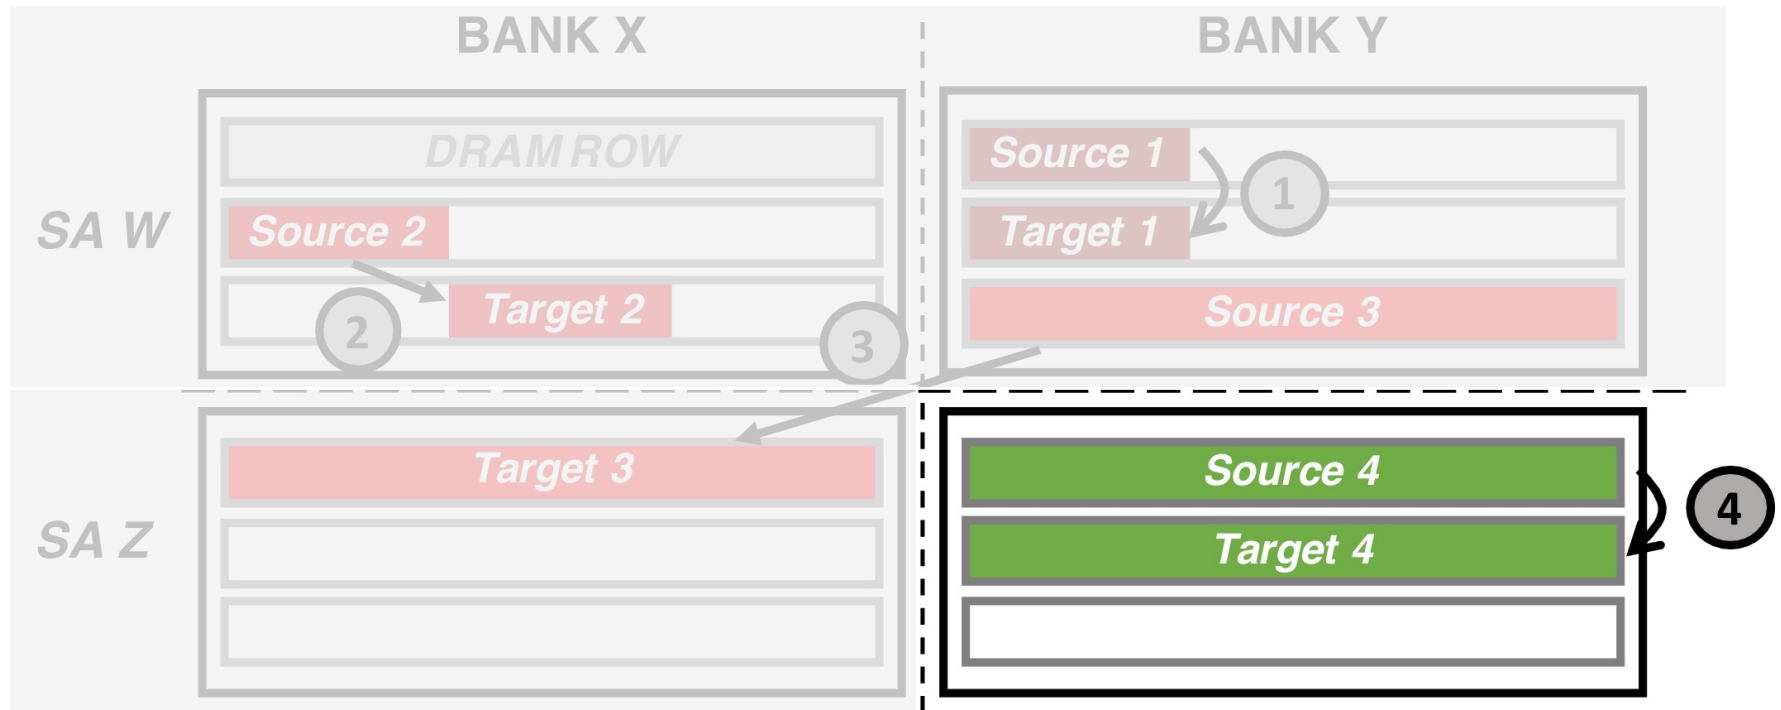 BANK X
BANK Y
SA W
DRAM ROW
Source 2
Target 2
2
3
Source 1
Target 1
1
Source 3
SA Z
Target 3
Source 4
Target 4
4